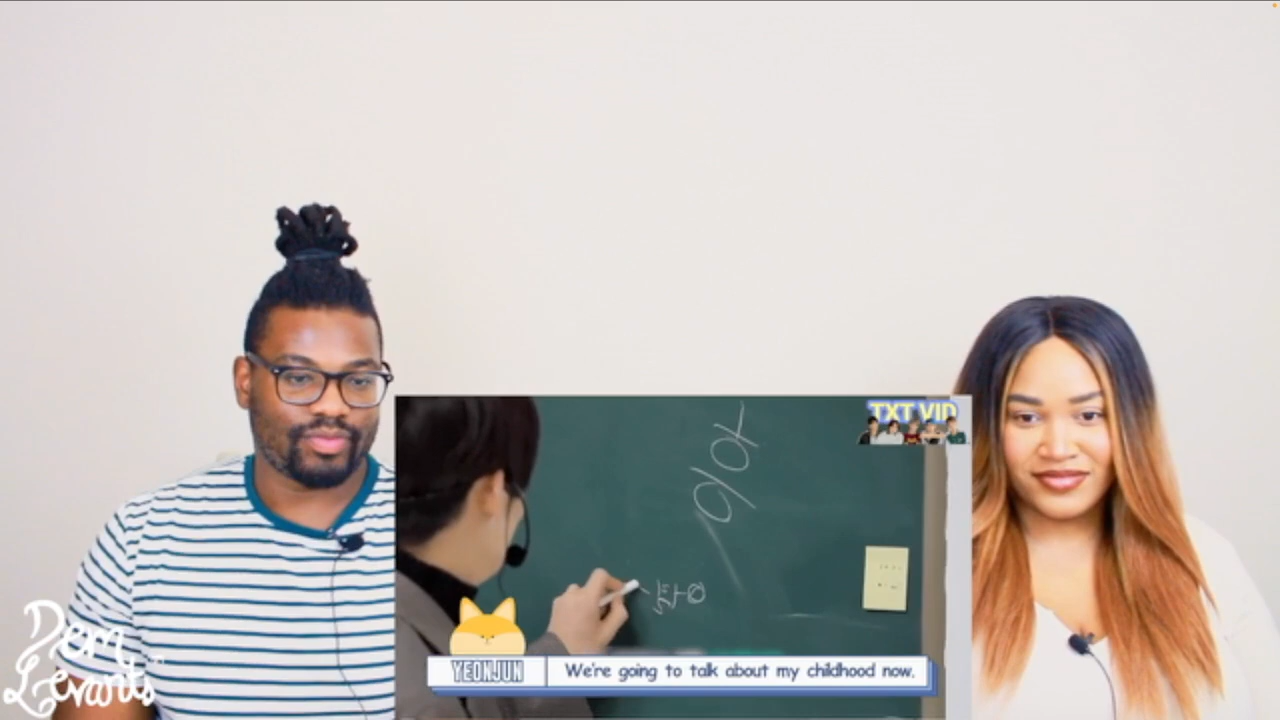 TXT VID
YEONJUN
We're going to talk about my childhood now.
Dem
Levants